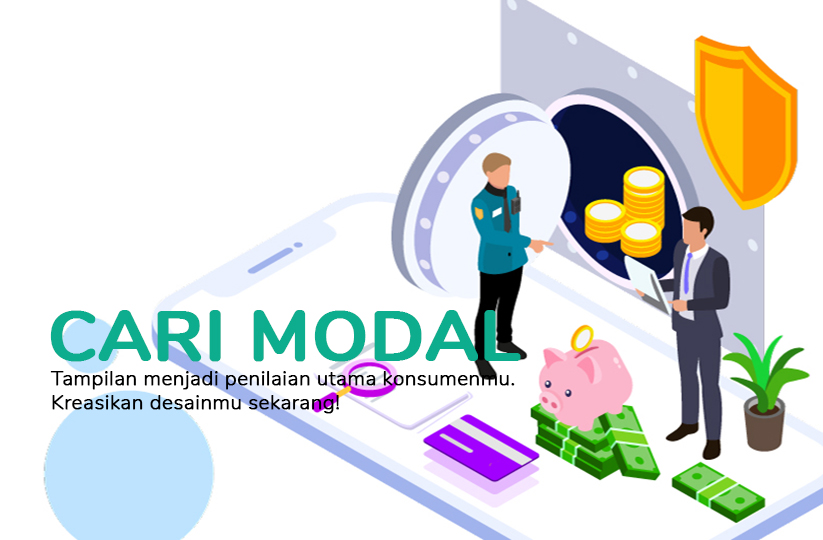 CARI MODAL
Tampilan menjadi penilaian utama konsumenmu.
Kreasikan desainmu sekarang!